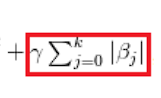 + γ ∑_{j=0}^{k} |β_j|